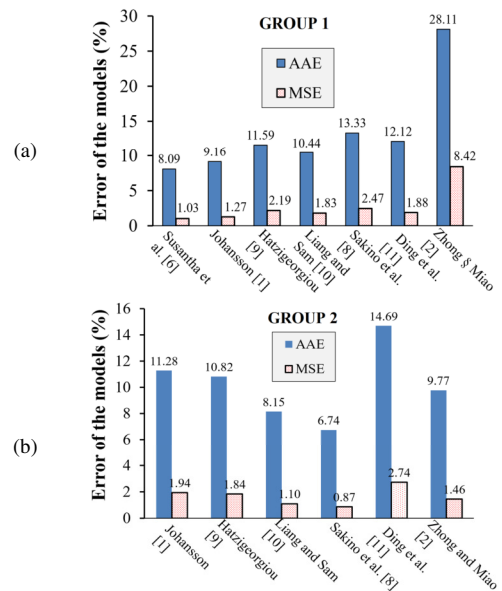 GROUP 1
(a)
Error of the models (%)
30
25
20
15
10
5
0
AAE
MSE
8.09
1.03
9.16
1.27
11.59
2.19
10.44
1.83
13.33
2.47
12.12
1.88
28.11
8.42
Susantha et
al. [6]
Johansson [1]
Hatzigeorgiou
[9]
Liang and
Sam [10]
Sakino et al.
[8]
Ding et al.
[11]
Zhong § Miao
[2]
GROUP 2
(b)
Error of the models (%)
16
14
12
10
8
6
4
2
0
AAE
MSE
11.28
1.94
10.82
1.84
8.15
1.10
6.74
0.87
14.69
2.74
9.77
1.46
Johansson
[1]
Hatzigeorgiou
[9]
Liang and Sam
[10]
Sakino et al. [8]
Ding et al.
[11]
Zhong and Miao
[2]